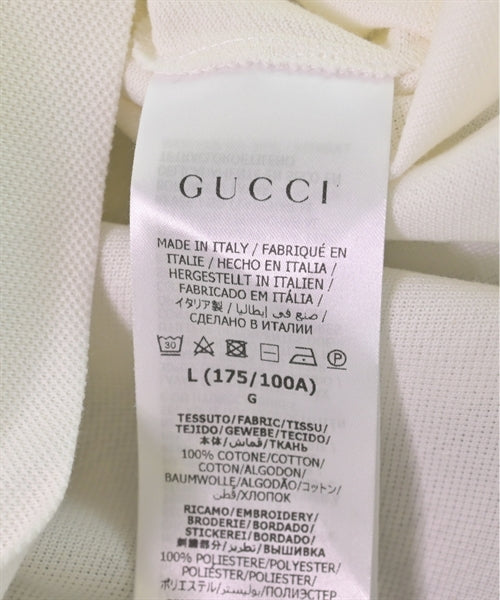 GUCCI
MADE IN ITALY / FABRIQUÉ EN
ITALIE / HECHO EN ITALIA /
HERGESTELLT IN ITALIEN /
FABRICADO EM ITÁLIA /
イタリア製 / صنع في إيطاليا /
СДЕЛАНО В ИТАЛИИ
30 P
L (175/100A)
G
TESSUTO/FABRIC/TISSU/
TEJIDO/GEWEBE/TECIDO/
本体/قماش/ТКАНЬ
100% COTONE/COTTON/
COTON/ALGODON/
BAUMWOLLE/ALGODÃO/コットン/
قطن/ХЛОПОК
RICAMO/EMBROIDERY/
BRODERIE/BORDADO/
STICKEREI/BORDADO/
刺繍部分/تطريز/ВЫШИВКА
100% POLIESTERE/POLYESTER/
POLIÉSTER/POLIESTER/
ポリエステル/بوليستر/ПОЛИЭСТЕР